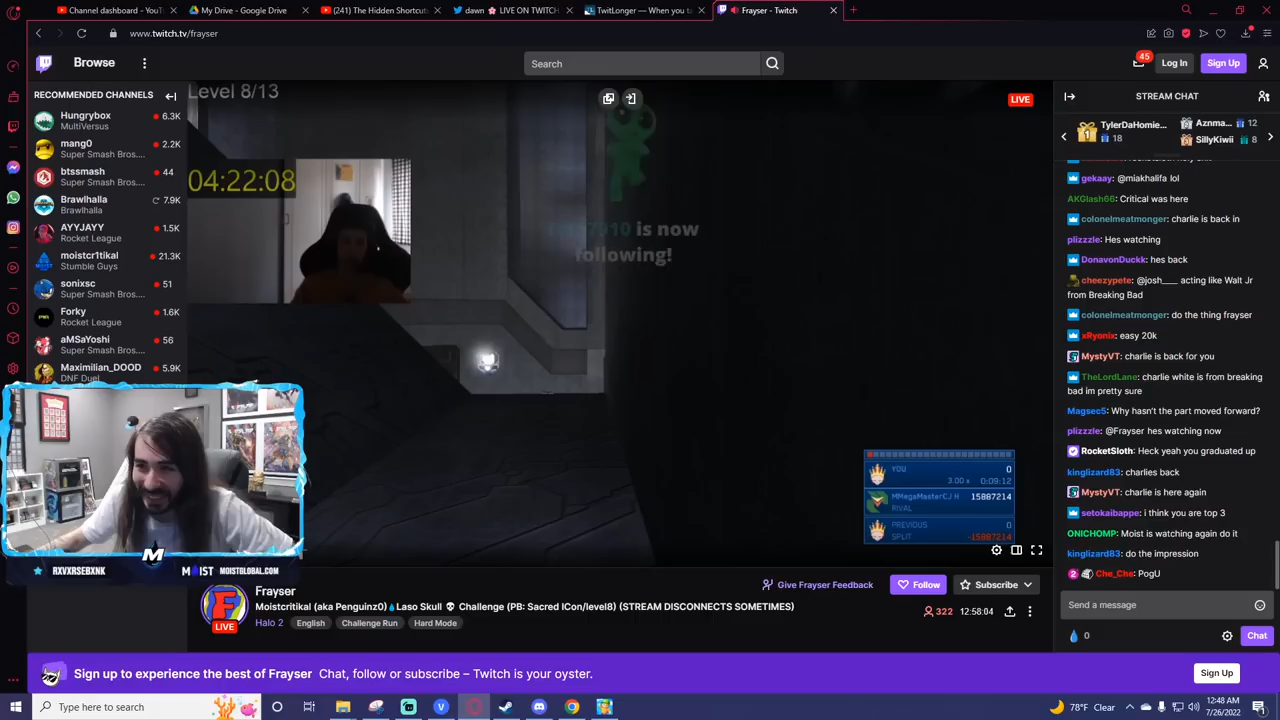 Channel dashboard - YouTu
My Drive - Google Drive
(241) The Hidden Shortcuts
dawn 🌸 LIVE ON TWITCH
TwitLonger — When you ta
Frayser - Twitch
www.twitch.tv/frayser
Browse
Search
45
Log In
Sign Up
RECOMMENDED CHANNELS
Hungrybox
6.3K
MultiVersus
mang0
2.2K
Super Smash Bros....
btssmash
44
Super Smash Bros....
Brawlhalla
7.9K
Brawlhalla
AYYJAYY
1.5K
Rocket League
moistcr1tikal
21.3K
Stumble Guys
sonixsc
51
Super Smash Bros....
Forky
1.6K
Rocket League
aMSaYoshi
56
Super Smash Bros....
Maximilian_DOOD
5.9K
DNF Duel
Level 8/13
04:22:08
LIVE
is now
following!
YOU
0
3.00 x
0:09:12
MMegaMasterCJ H
15887214
RIVAL
PREVIOUS
0
SPLIT
-15887214
RXVXRSEBXNK
M
MOIST
MOISTGLOBAL.COM
LIVE
Frayser
Moistcritikal (aka Penguinz0)💧Laso Skull 💀 Challenge (PB: Sacred ICon/level8) (STREAM DISCONNECTS SOMETIMES)
Halo 2
English
Challenge Run
Hard Mode
Give Frayser Feedback
Follow
Subscribe
322
12:58:04
STREAM CHAT
1
TylerDaHomie...
18
Aznma...
12
SillyKiwii
8
gekaay: @miakhalifa lol
AKGlash66: Critical was here
colonelmeatmonger: charlie is back in
plizzzle: Hes watching
DonavonDuckk: hes back
cheezypete: @josh____ acting like Walt Jr
from Breaking Bad
colonelmeatmonger: do the thing frayser
xRyonix: easy 20k
MystyVT: charlie is back for you
TheLordLane: charlie white is from breaking
bad im pretty sure
Magsec5: Why hasn't the part moved forward?
plizzzle: @Frayser hes watching now
RocketSloth: Heck yeah you graduated up
kinglizard83: charlies back
MystyVT: charlie is here again
setokaibappe: i think you are top 3
ONICHOMP: Moist is watching again do it
kinglizard83: do the impression
2 Che_Che: PogU
Send a message
0
Chat
Sign up to experience the best of Frayser
Chat, follow or subscribe – Twitch is your oyster.
Sign Up
Type here to search
78°F Clear
12:48 AM
7/26/2022